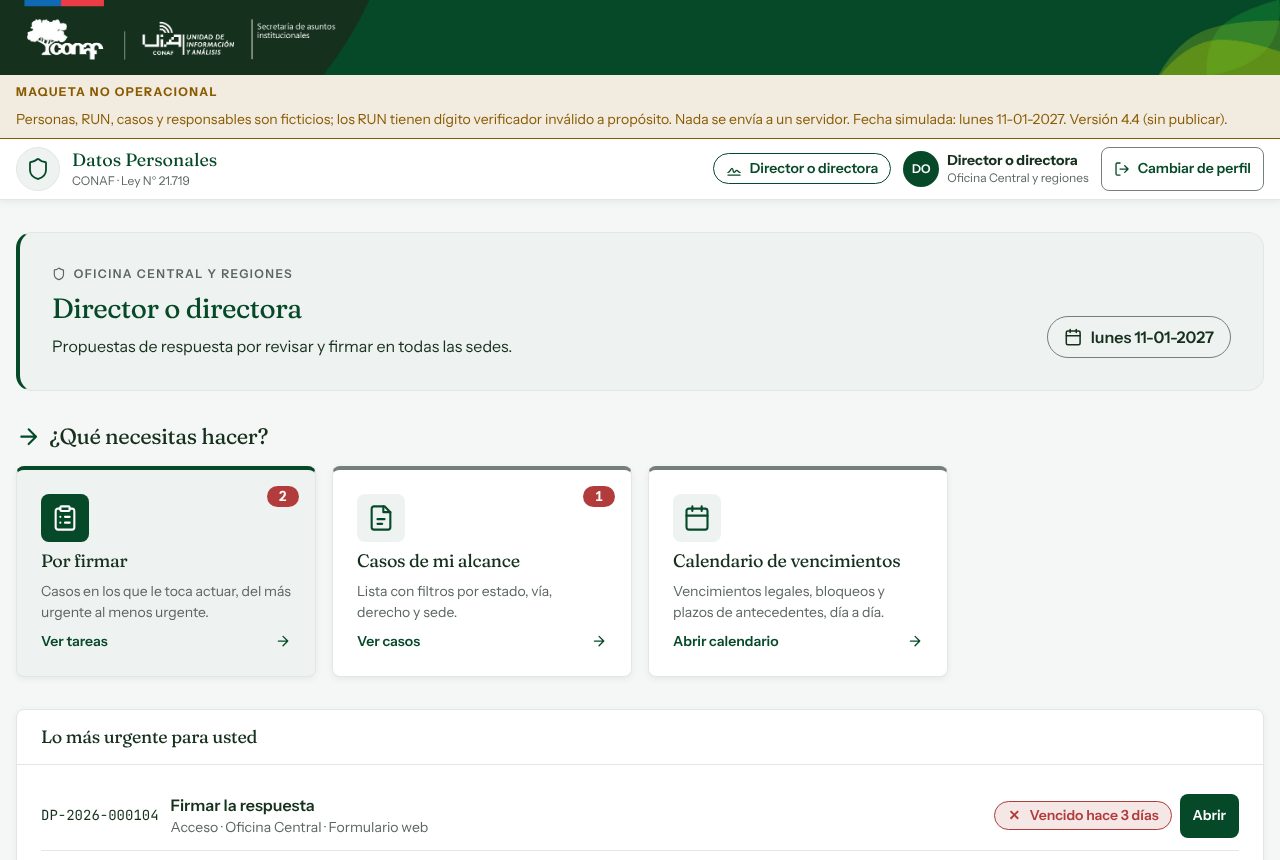 Conaf
UiA
CONAF
UNIDAD DE
INFORMACIÓN
Y ANÁLISIS
Secretaría de asuntos
institucionales
MAQUETA NO OPERACIONAL
Personas, RUN, casos y responsables son ficticios; los RUN tienen dígito verificador inválido a propósito. Nada se envía a un servidor. Fecha simulada: lunes 11-01-2027. Versión 4.4 (sin publicar).
Datos Personales
CONAF · Ley N° 21.719
Director o directora
DO
Director o directora
Oficina Central y regiones
Cambiar de perfil
OFICINA CENTRAL Y REGIONES
Director o directora
Propuestas de respuesta por revisar y firmar en todas las sedes.
lunes 11-01-2027
¿Qué necesitas hacer?
2
Por firmar
Casos en los que le toca actuar, del más
urgente al menos urgente.
Ver tareas
1
Casos de mi alcance
Lista con filtros por estado, vía,
derecho y sede.
Ver casos
Calendario de vencimientos
Vencimientos legales, bloqueos y
plazos de antecedentes, día a día.
Abrir calendario
Lo más urgente para usted
DP-2026-000104
Firmar la respuesta
Acceso · Oficina Central · Formulario web
Vencido hace 3 días
Abrir